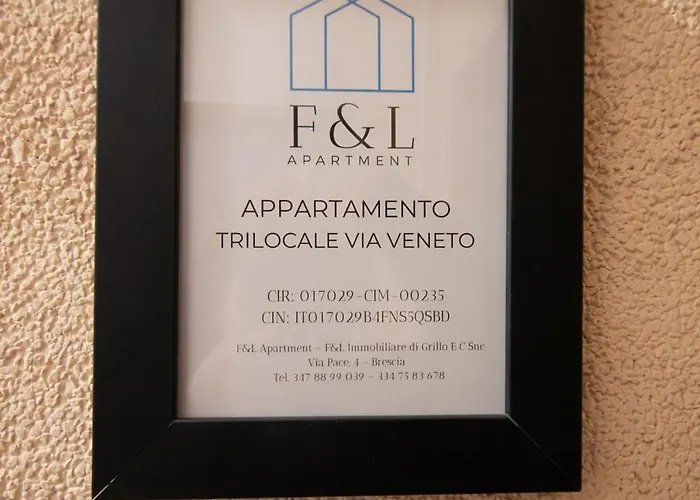 F & L
APARTMENT
APPARTAMENTO
TRILOCALE VIA VENETO
CIR: 017029-CIM-00235
CIN: IT017029B4FNS5QSBD
F&L Apartment – F&L Immobiliare di Grillo E C Snc
Via Pace, 4 – Brescia
Tel. 347 88 99 039 – 334 75 83 678